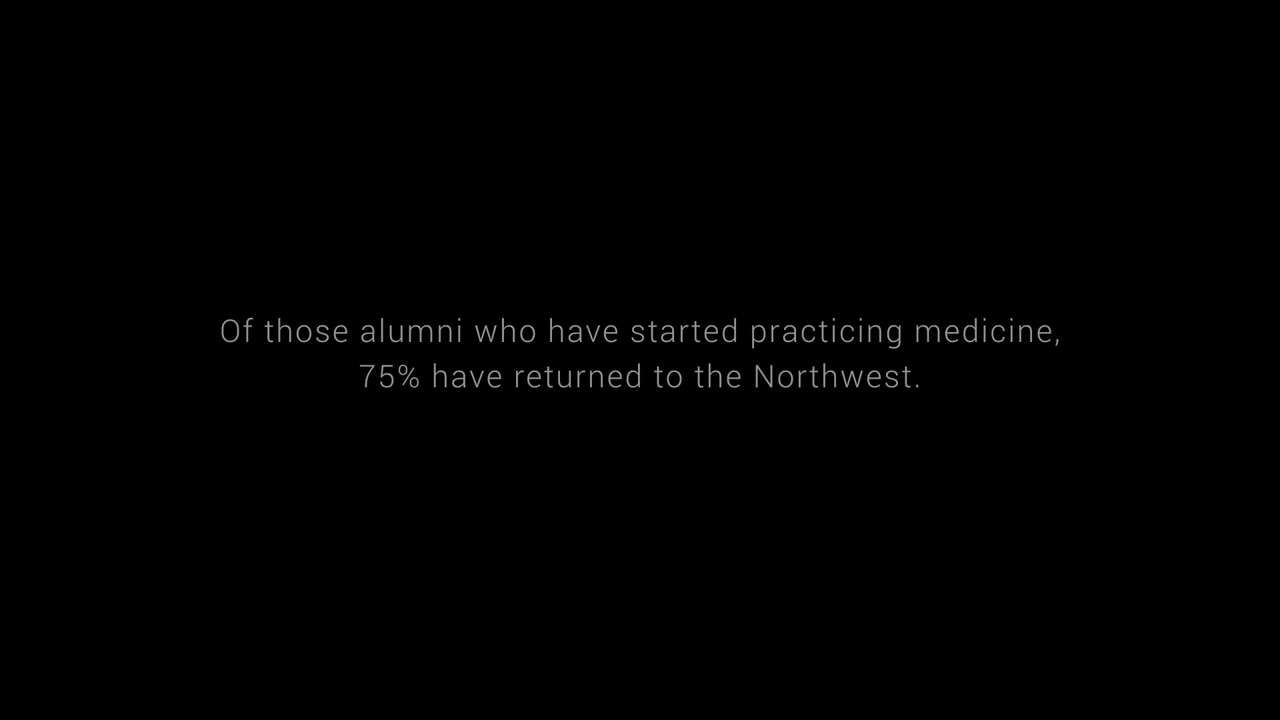 Of those alumni who have started practicing medicine,
75% have returned to the Northwest.